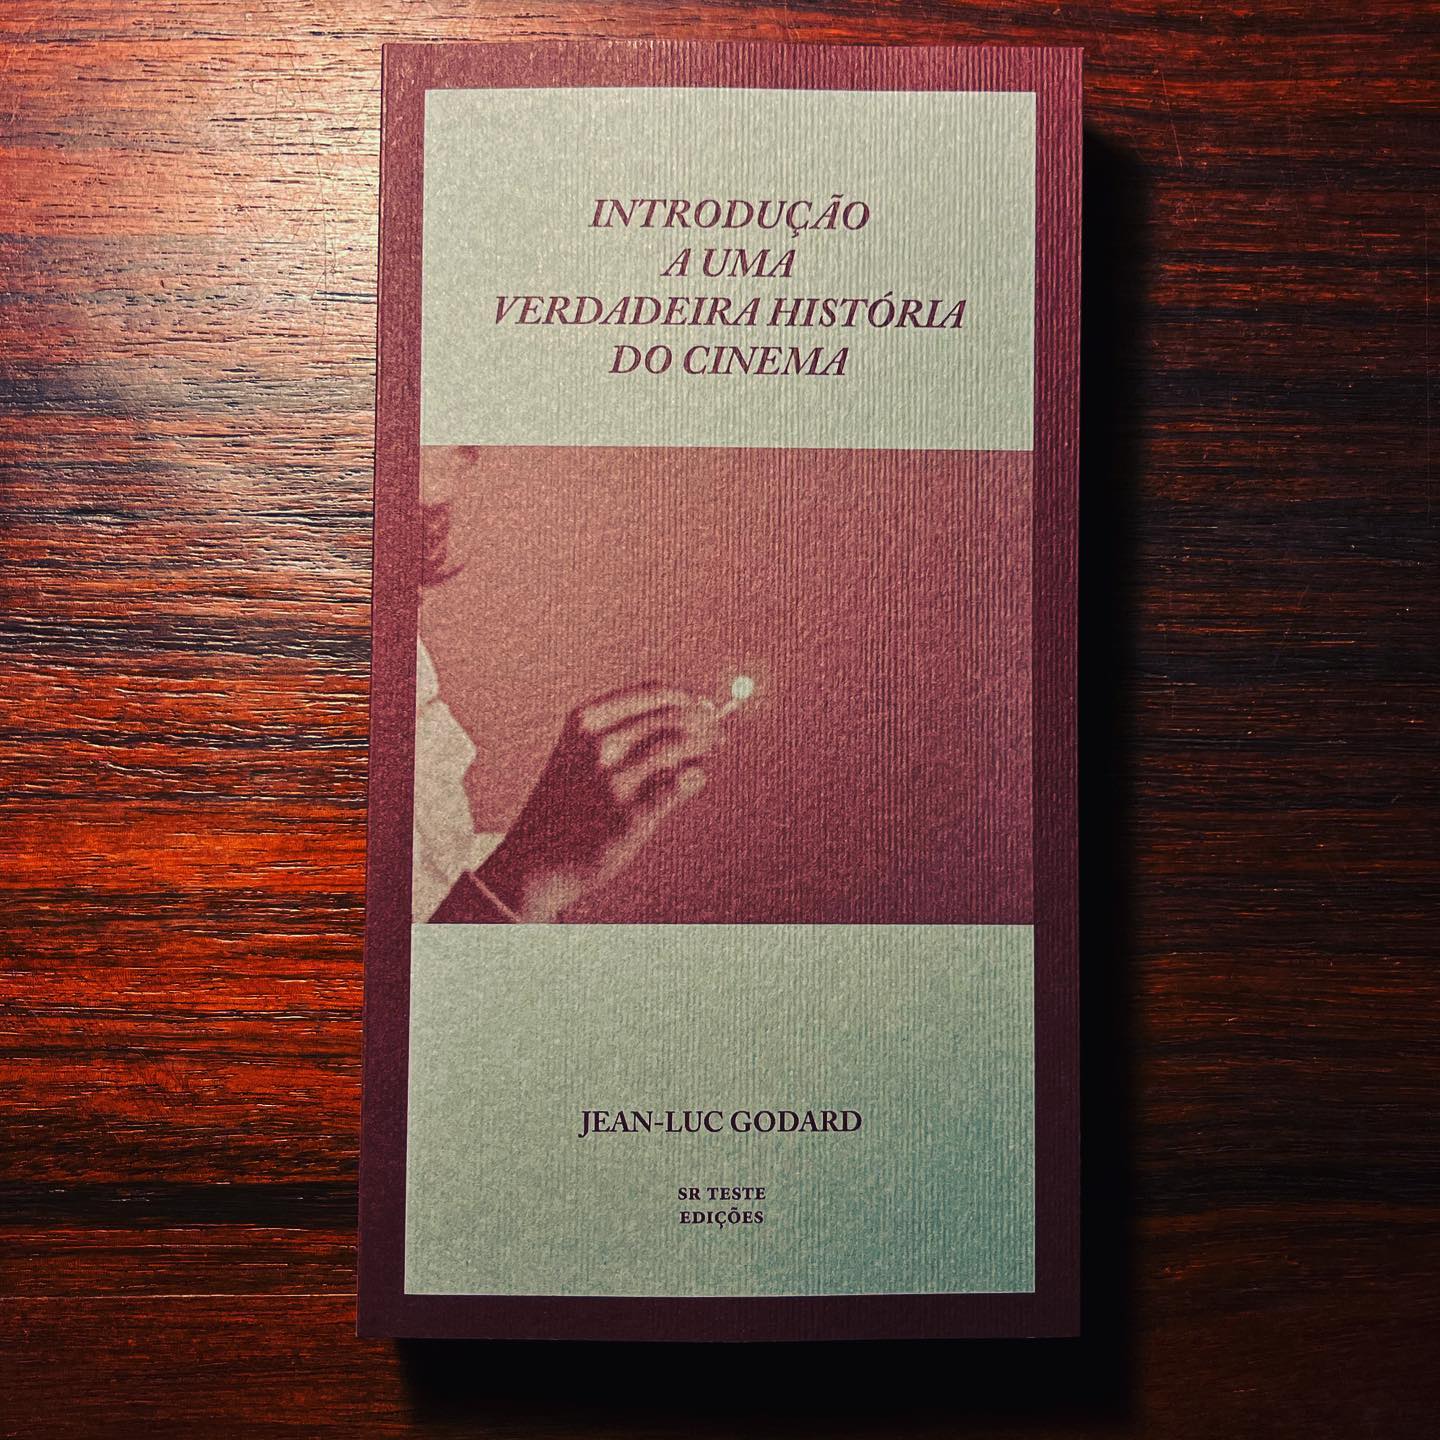 INTRODUÇÃO
A UMA
VERDADEIRA HISTÓRIA
DO CINEMA
JEAN-LUC GODARD
SR TESTE
EDIÇÕES